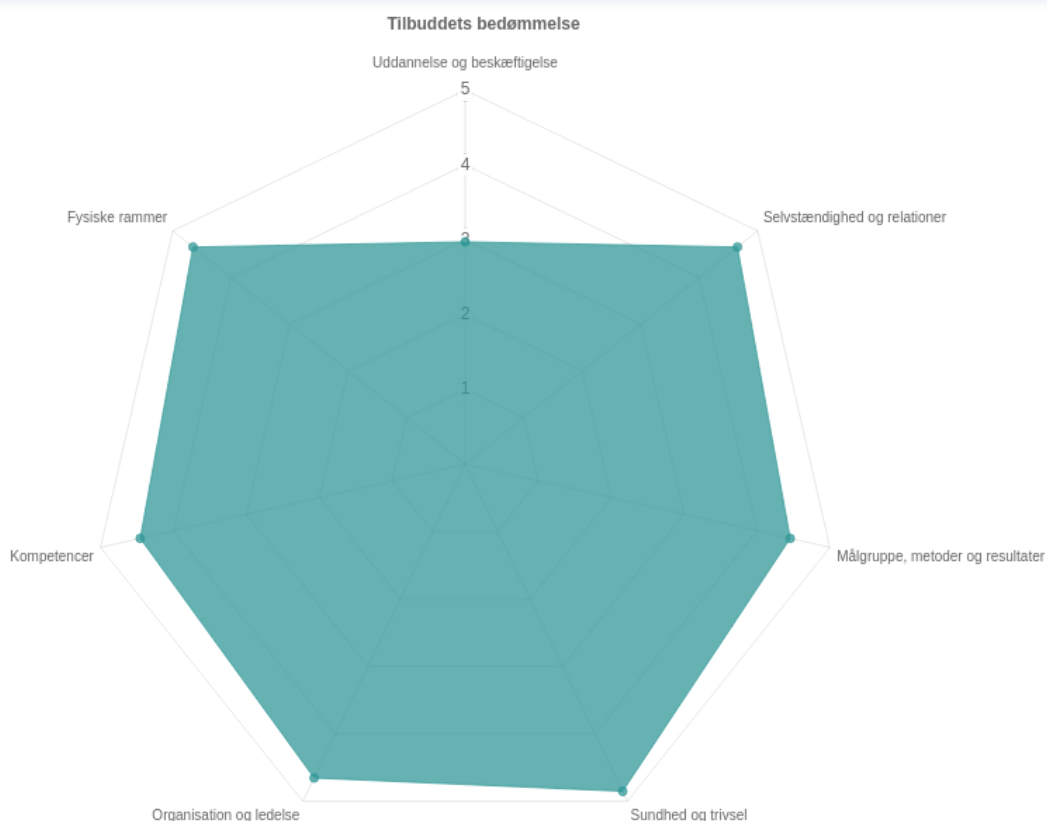 Tilbuddets bedømmelse
Uddannelse og beskæftigelse
5
4
Fysiske rammer
Selvstændighed og relationer
3
2
1
Kompetencer
Målgruppe, metoder og resultater
Organisation og ledelse
Sundhed og trivsel